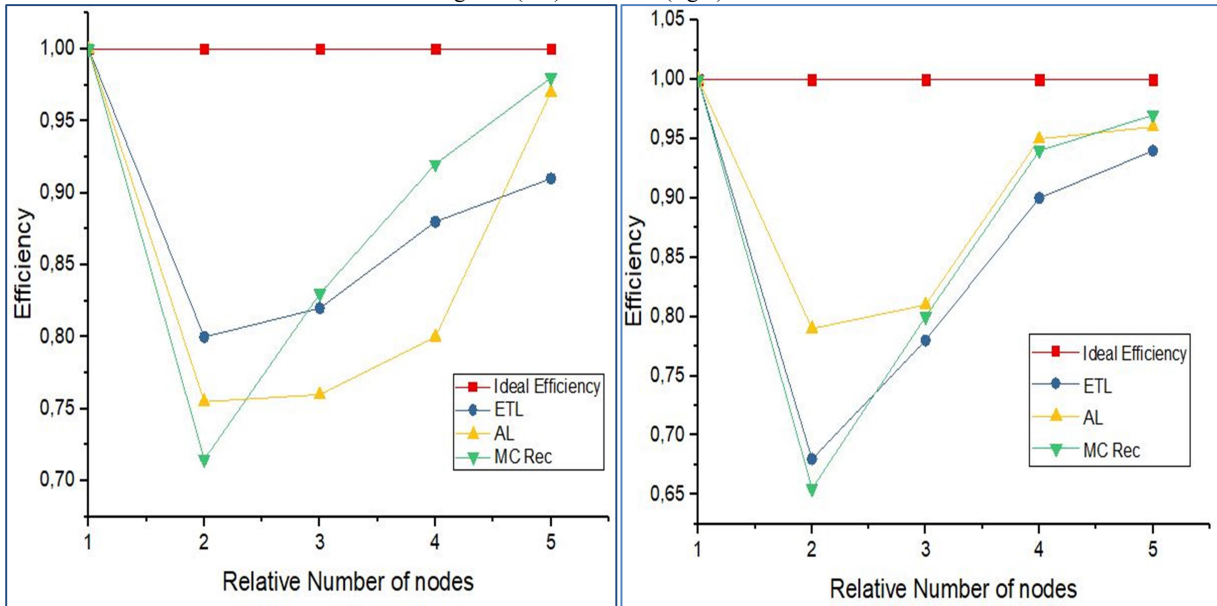 1,00
0,95
0,90
0,85
0,80
0,75
0,70
Efficiency
Ideal Efficiency
ETL
AL
MC Rec
1 2 3 4 5
Relative Number of nodes
1,05
1,00
0,95
0,90
0,85
0,80
0,75
0,70
0,65
Efficiency
Ideal Efficiency
ETL
AL
MC Rec
1 2 3 4 5
Relative Number of nodes